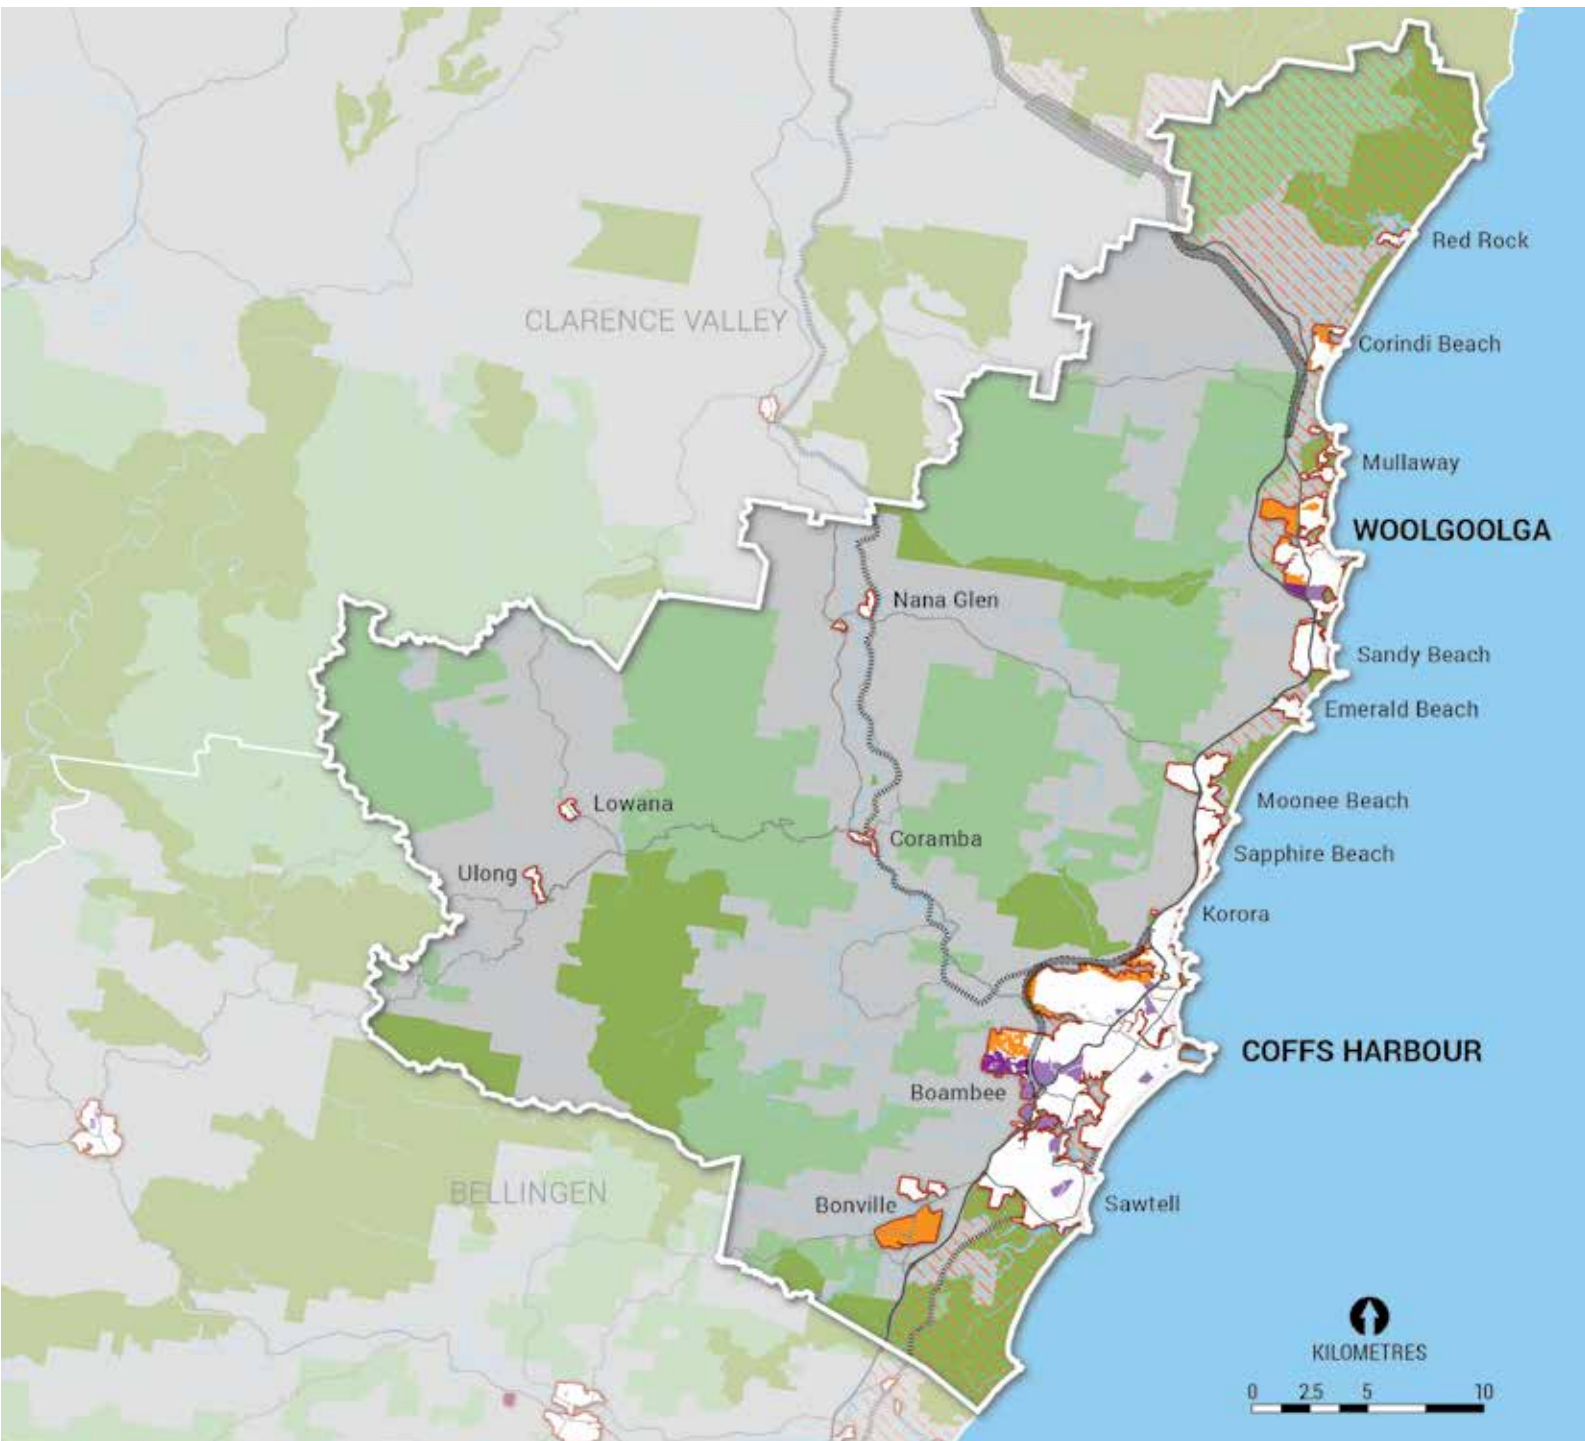 Red Rock
CLARENCE VALLEY
Corindi Beach
Mullaway
WOOLGOOLGA
Nana Glen
Sandy Beach
Emerald Beach
Lowana
Moonee Beach
Coramba
Sapphire Beach
Ulong
Korora
COFFS HARBOUR
Boambee
BELLINGEN
Bonville
Sawtell
KILOMETRES
0 2.5 5 10